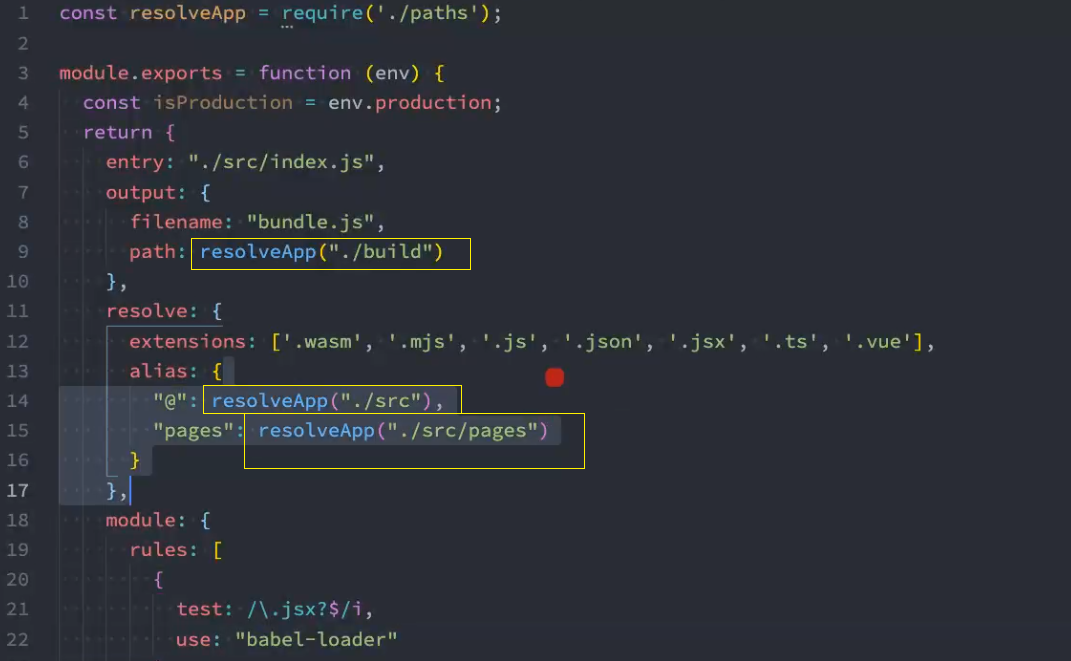 1 const resolveApp = require('./paths');
2
3 module.exports = function (env) {
4   const isProduction = env.production;
5   return {
6     entry: "./src/index.js",
7     output: {
8       filename: "bundle.js",
9       path: resolveApp("./build")
10     },
11     resolve: {
12       extensions: ['.wasm', '.mjs', '.js', '.json', '.jsx', '.ts', '.vue'],
13       alias: {
14         "@": resolveApp("./src"),
15         "pages": resolveApp("./src/pages")
16       }
17     },
18     module: {
19       rules: [
20         {
21           test: /\.jsx?$/i,
22           use: "babel-loader"